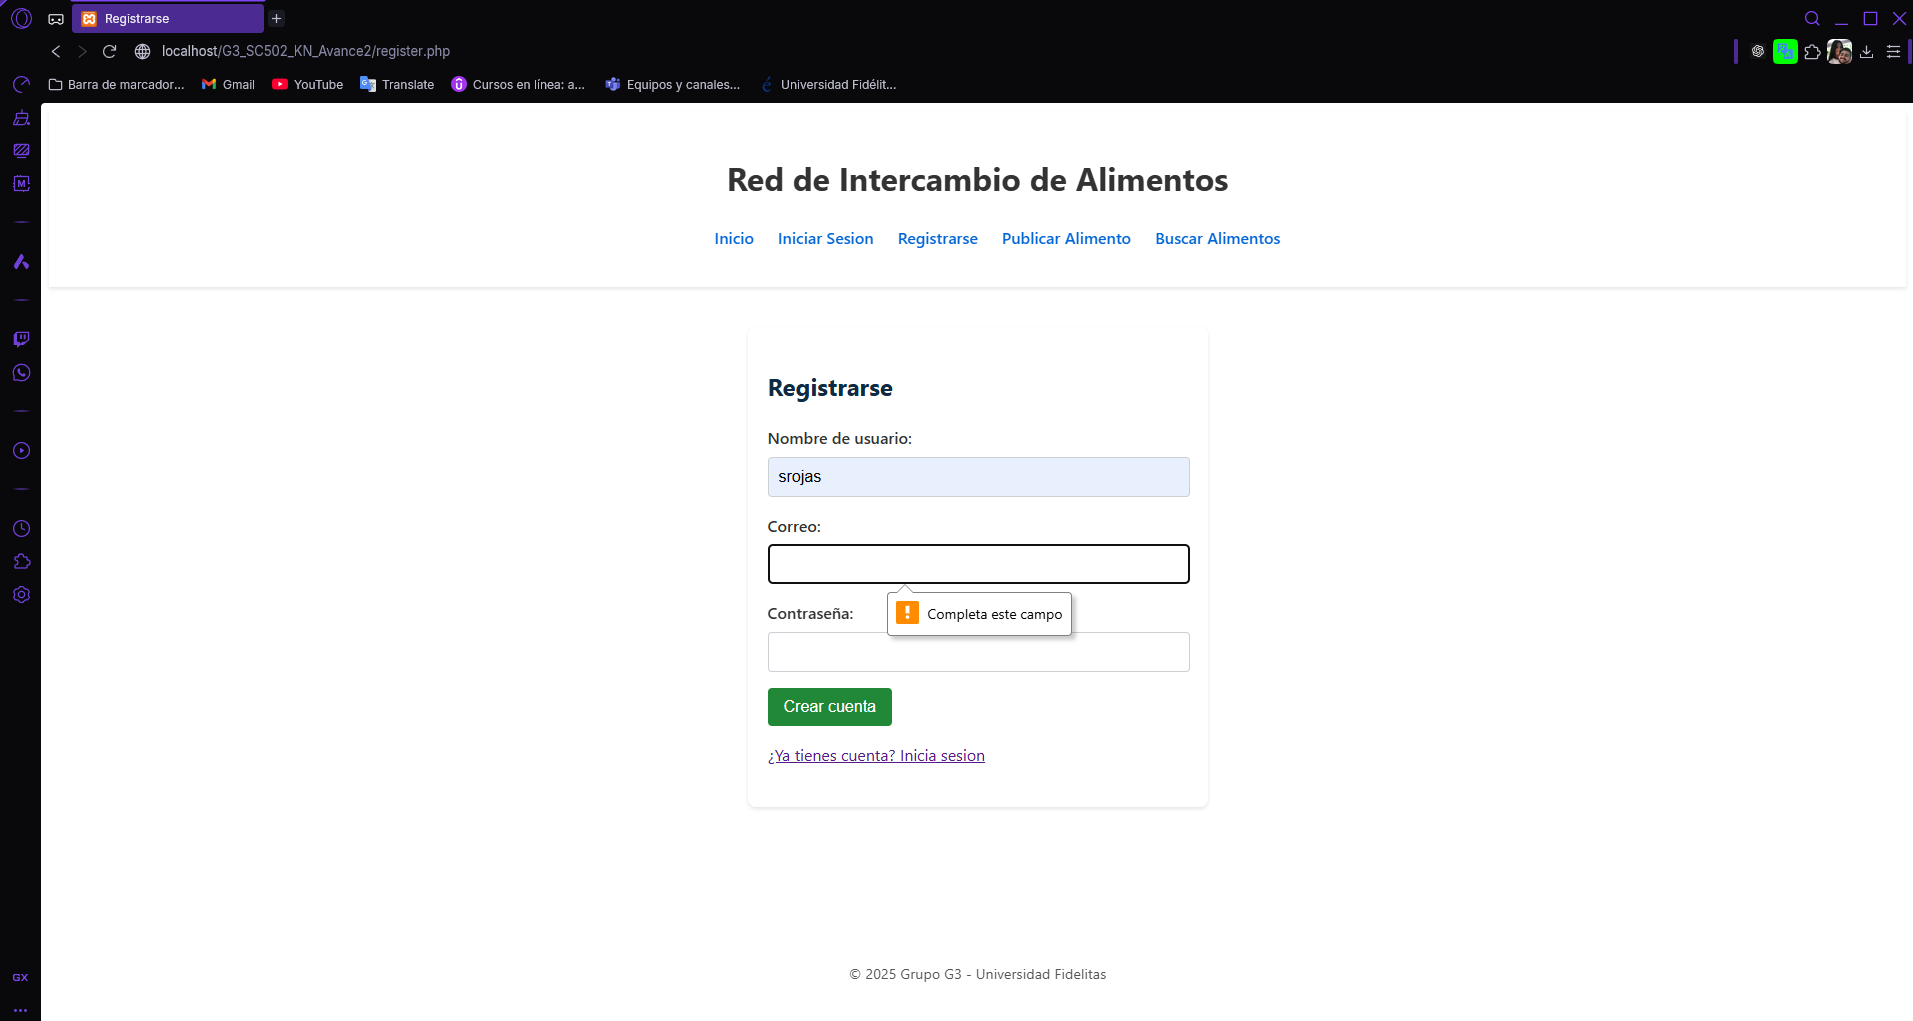 Registrarse
localhost/G3_SC502_KN_Avance2/register.php
Barra de marcador... Gmail YouTube Translate Cursos en línea: a... Equipos y canales... Universidad Fidélit...
M
Red de Intercambio de Alimentos
Inicio Iniciar Sesion Registrarse Publicar Alimento Buscar Alimentos
Registrarse
Nombre de usuario:
srojas
Correo:
Completa este campo
Contraseña:
Crear cuenta
¿Ya tienes cuenta? Inicia sesion
© 2025 Grupo G3 - Universidad Fidelitas
GX